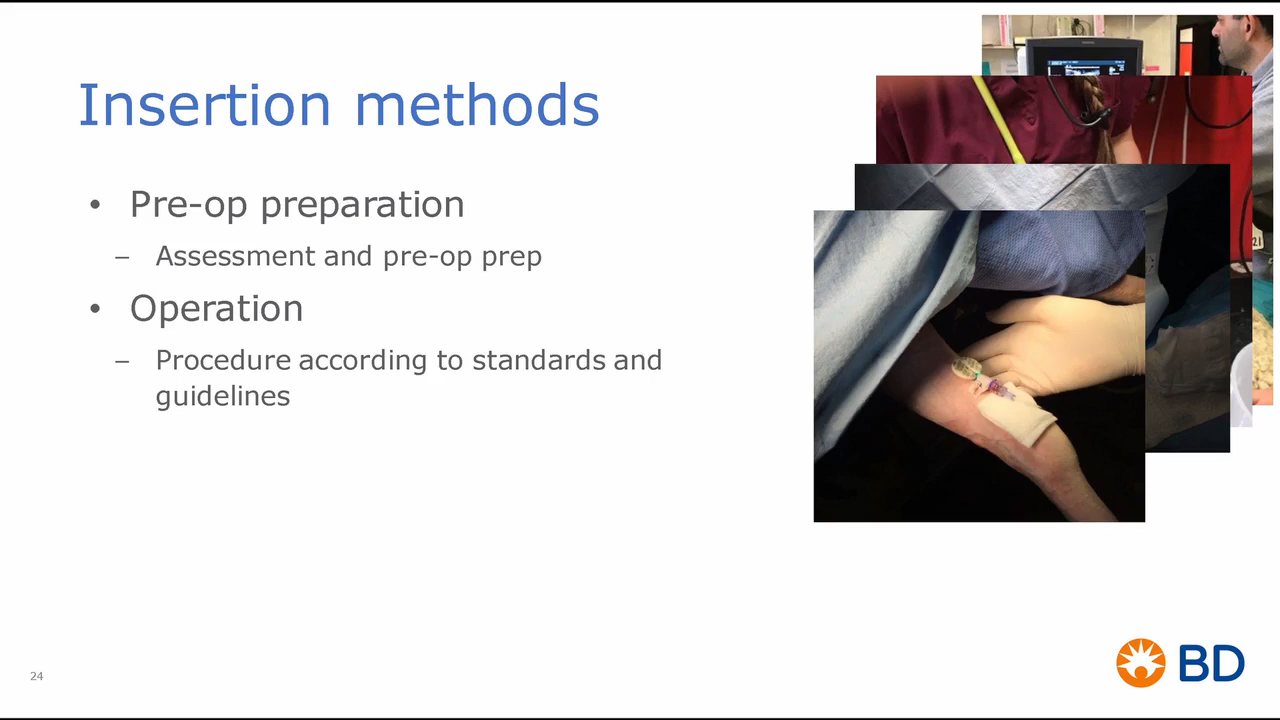 Insertion methods
• Pre-op preparation
– Assessment and pre-op prep
• Operation
– Procedure according to standards and
guidelines
21
24
BD